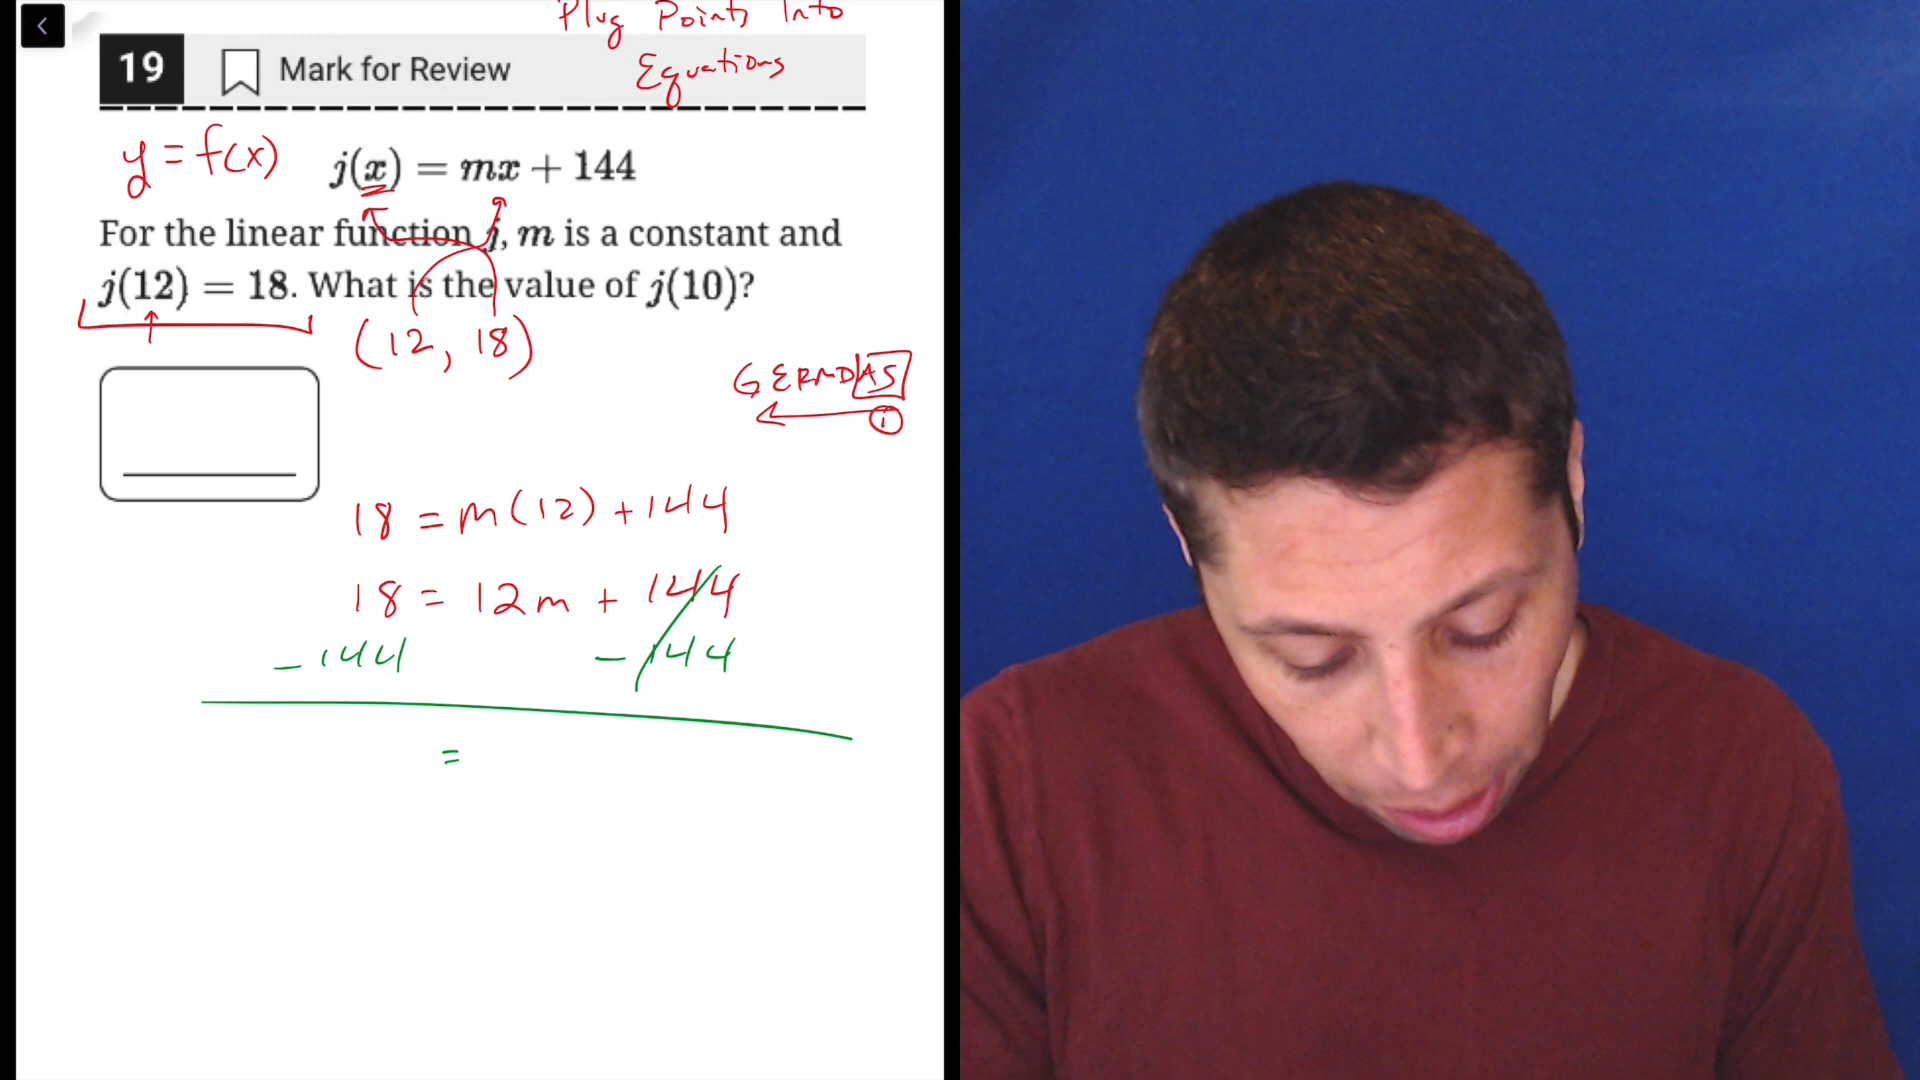 Plug Points Into
Equations
19 Mark for Review
y = f(x) j(x) = mx + 144
For the linear function j, m is a constant and
j(12) = 18. What is the value of j(10)?
(12, 18)
GERMDAS
1
18 = m(12) + 144
18 = 12m + 144
- 144 - 144
=